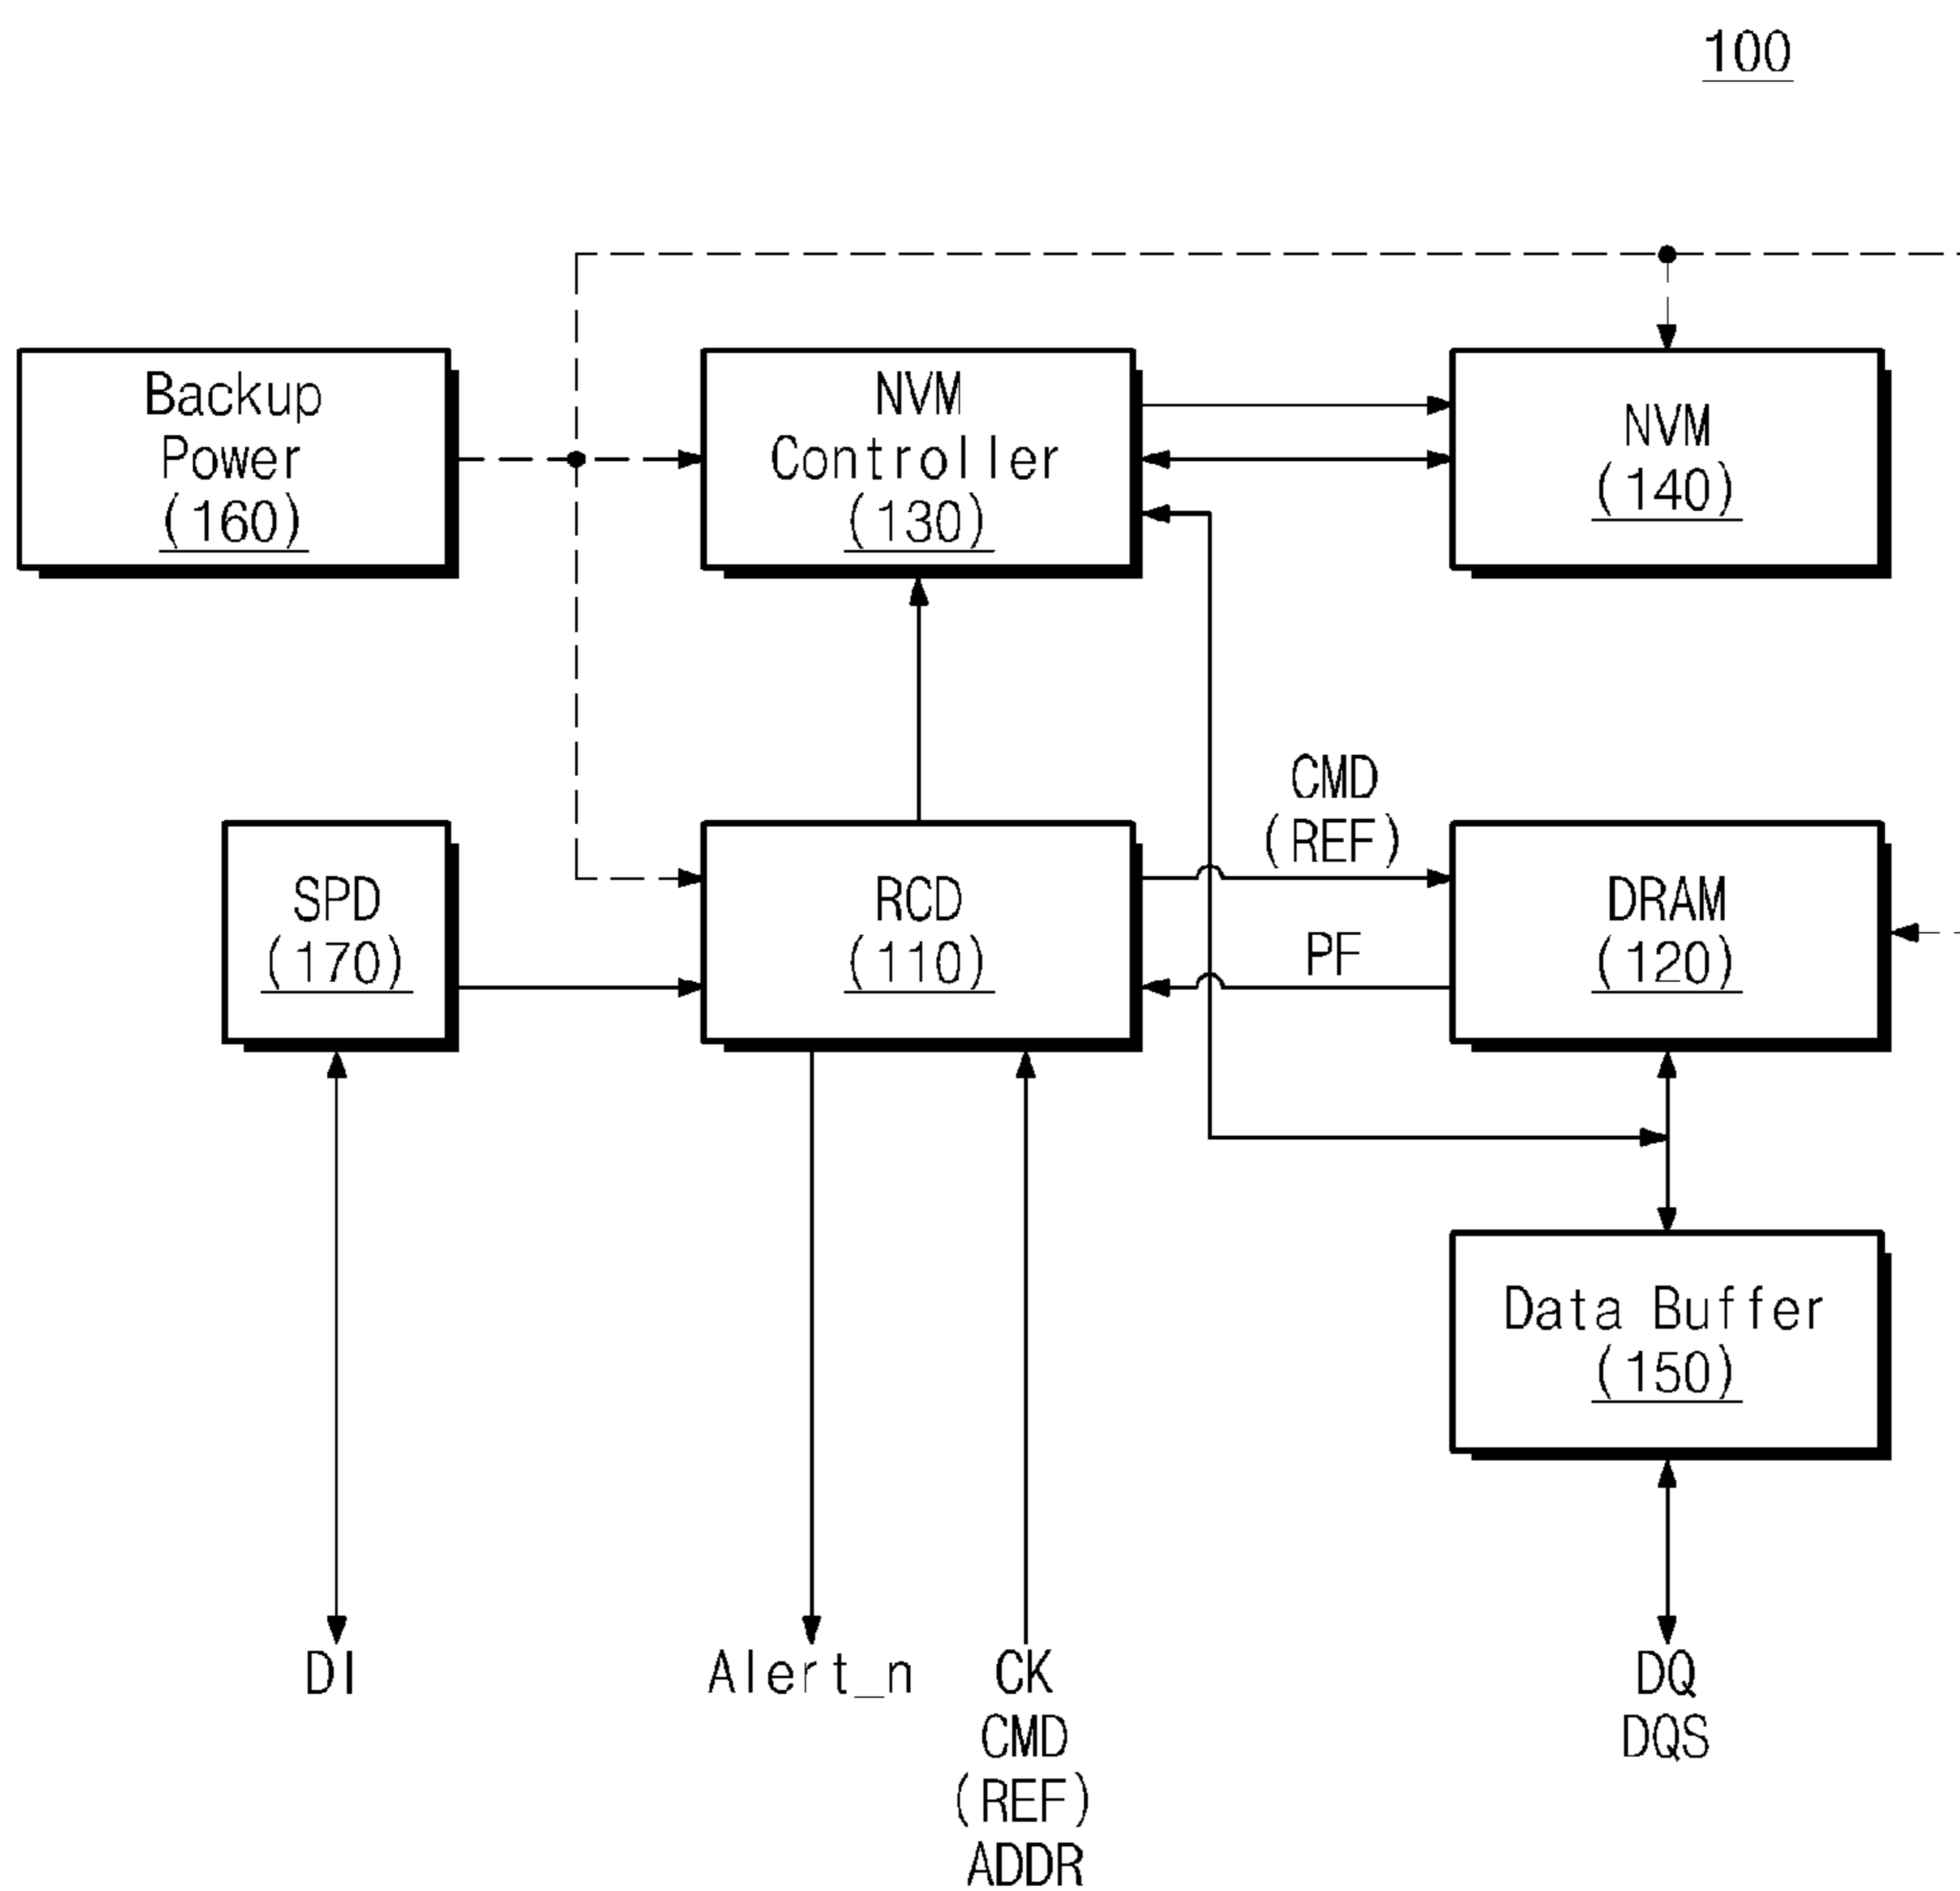 100
Backup
Power
(160)
NVM
Controller
(130)
NVM
(140)
CMD
(REF)
SPD
(170)
RCD
(110)
PF
DRAM
(120)
Data Buffer
(150)
DI
Alert_n
CK
CMD
(REF)
ADDR
DQ
DQS